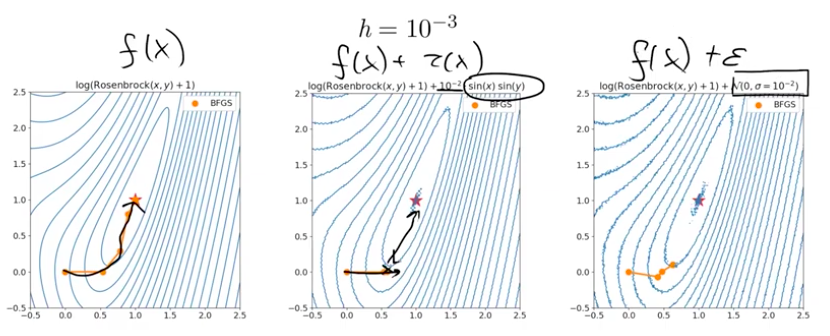 h = 10⁻³
f(x)
f(x) + τ(x)
f(x) + ε
log(Rosenbrock(x, y) + 1)
BFGS
2.5
2.0
1.5
1.0
0.5
0.0
−0.5
−0.5 0.0 0.5 1.0 1.5 2.0 2.5
log(Rosenbrock(x, y) + 1) + 10⁻² sin(x) sin(y)
BFGS
2.5
2.0
1.5
1.0
0.5
0.0
−0.5
−0.5 0.0 0.5 1.0 1.5 2.0 2.5
log(Rosenbrock(x, y) + 1) + 𝒩(0, σ = 10⁻²)
BFGS
2.5
2.0
1.5
1.0
0.5
0.0
−0.5
−0.5 0.0 0.5 1.0 1.5 2.0 2.5